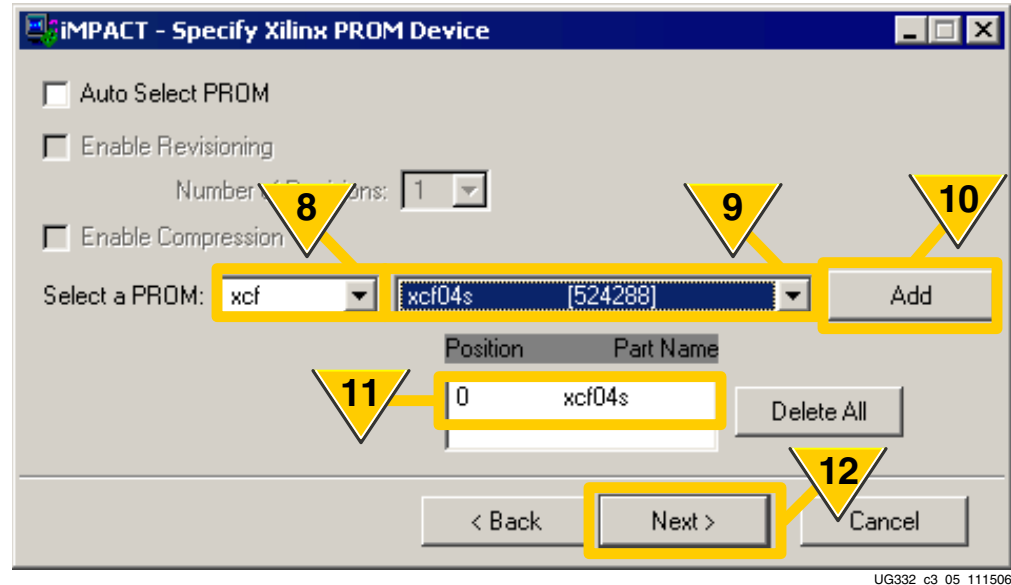 iMPACT - Specify Xilinx PROM Device
Auto Select PROM
Enable Revisioning
Number of Revisions: 1
8
9
10
Enable Compression
Select a PROM: xcf xcf04s [524288] Add
Position Part Name
11
0 xcf04s
Delete All
12
< Back Next > Cancel
UG332_c3_05_111506